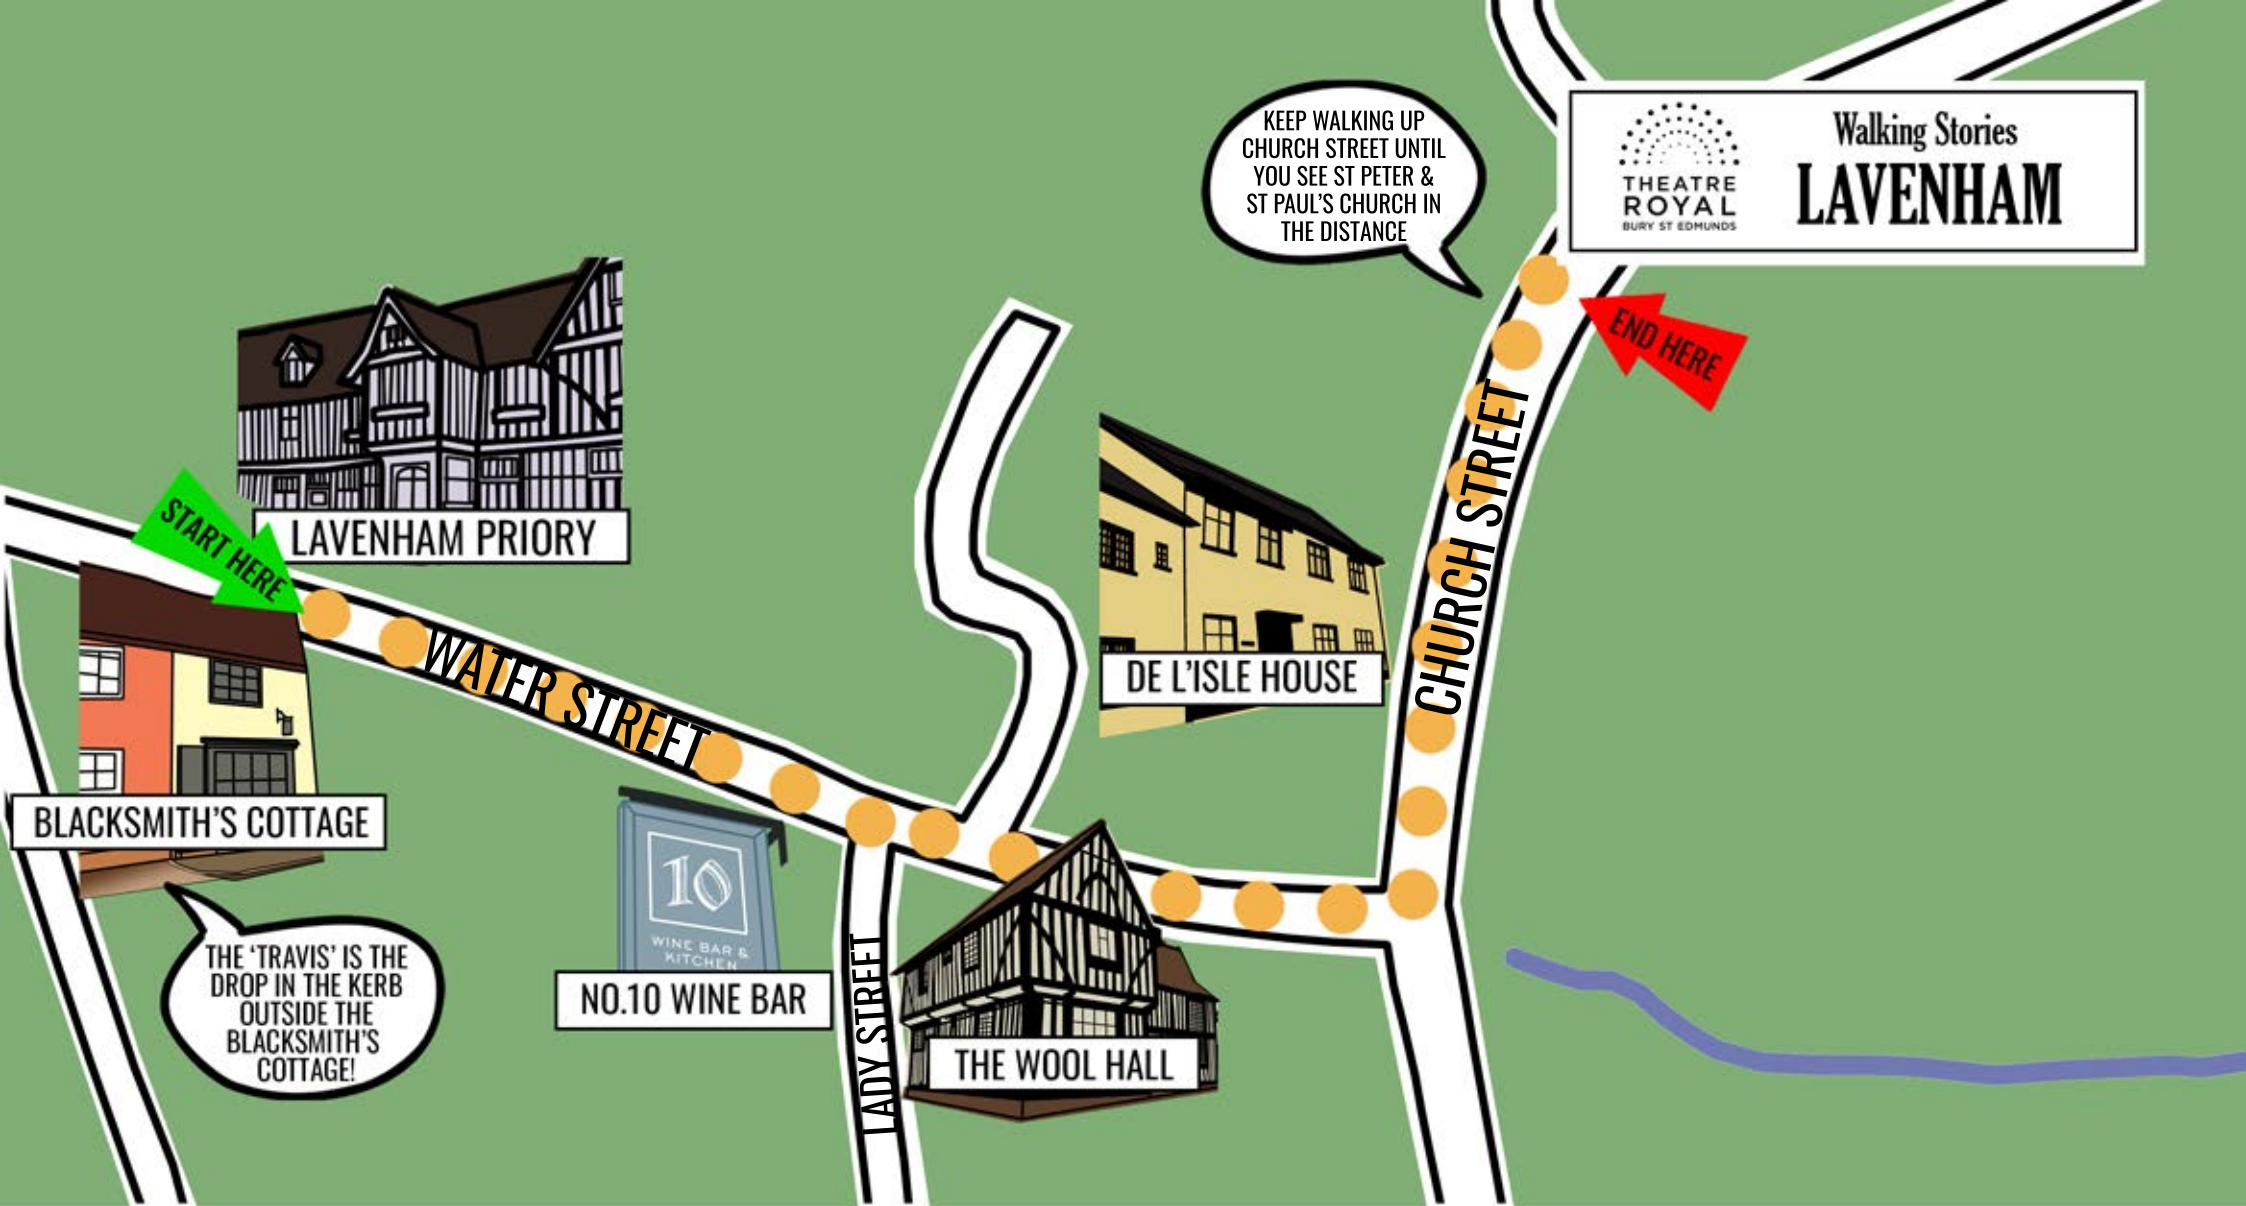 KEEP WALKING UP
CHURCH STREET UNTIL
YOU SEE ST PETER &
ST PAUL'S CHURCH IN
THE DISTANCE
THEATRE
ROYAL
BURY ST EDMUNDS
Walking Stories
LAVENHAM
END HERE
START HERE
LAVENHAM PRIORY
CHURCH STREET
WATER STREET
DE L'ISLE HOUSE
BLACKSMITH'S COTTAGE
10
WINE BAR &
KITCHEN
NO.10 WINE BAR
LADY STREET
THE WOOL HALL
THE 'TRAVIS' IS THE
DROP IN THE KERB
OUTSIDE THE
BLACKSMITH'S
COTTAGE!